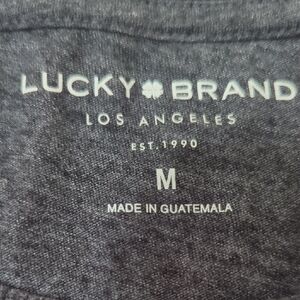 LUCKY BRAND
LOS ANGELES
EST. 1990
M
MADE IN GUATEMALA